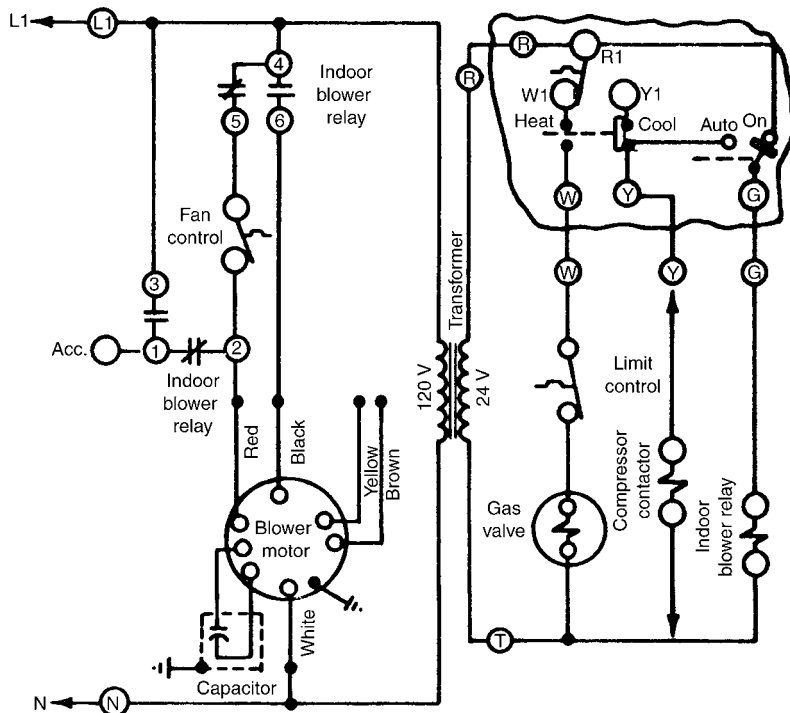 L1
L1
4
Indoor
blower
relay
5
6
Fan
control
3
Acc.
1
2
Indoor
blower
relay
Red
Black
Yellow
Brown
Blower
motor
White
Capacitor
N
N
Transformer
120 V
24 V
R
R
R1
W1
Y1
Heat
Cool
Auto
On
W
Y
G
W
Y
G
Limit
control
Gas
valve
Compressor
contactor
Indoor
blower relay
T